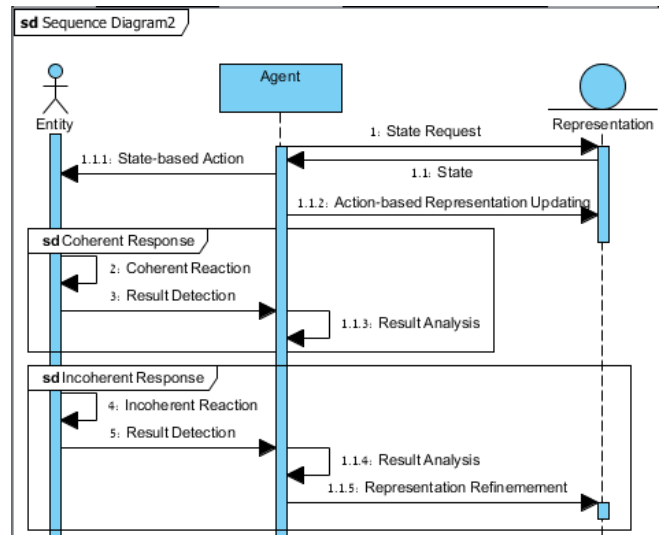 sd Sequence Diagram2
Agent
Entity
Representation
1: State Request
1.1.1: State-based Action
1.1: State
1.1.2: Action-based Representation Updating
sd Coherent Response
2: Coherent Reaction
3: Result Detection
1.1.3: Result Analysis
sd Incoherent Response
4: Incoherent Reaction
5: Result Detection
1.1.4: Result Analysis
1.1.5: Representation Refinemement